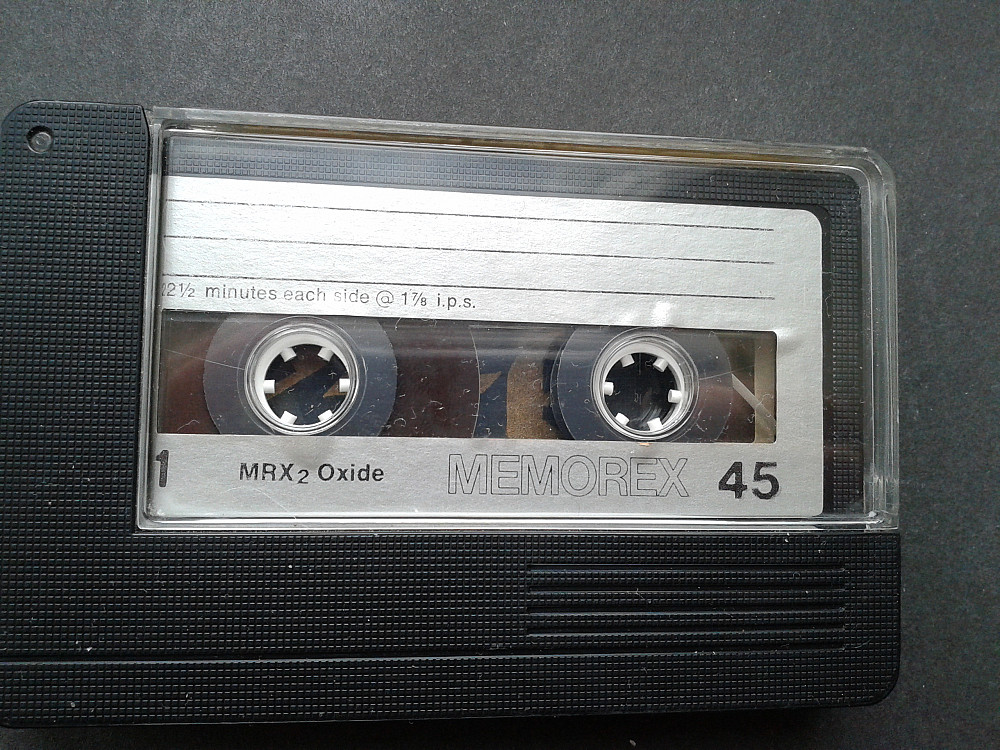 22½ minutes each side @ 1⅞ i.p.s.
1 MRX2 Oxide MEMOREX 45